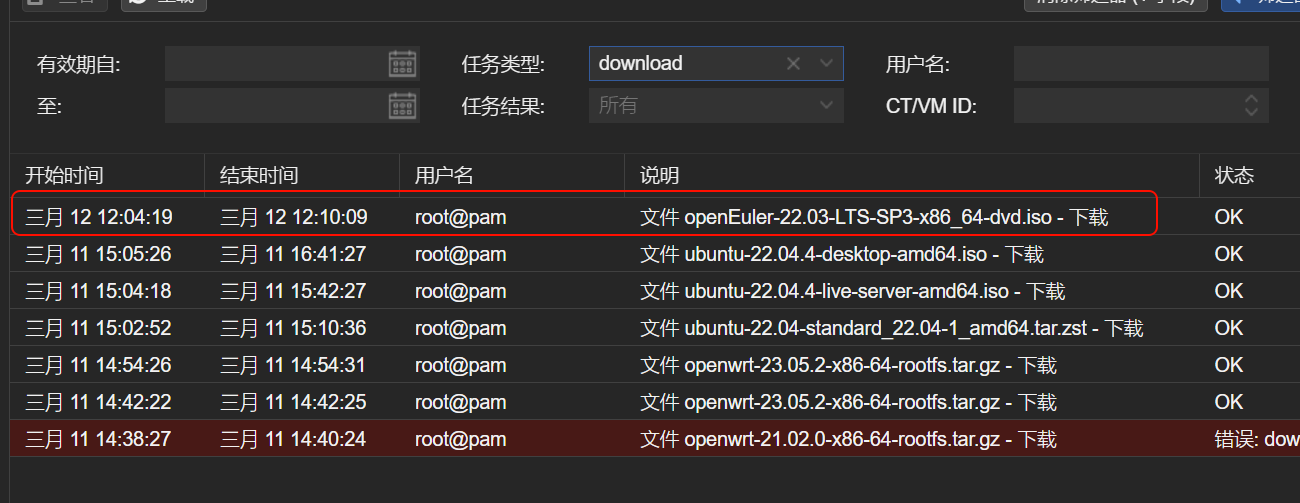 有效期自: 任务类型: download 用户名:
至: 任务结果: 所有 CT/VM ID:
开始时间 结束时间 用户名 说明 状态
三月 12 12:04:19 三月 12 12:10:09 root@pam 文件 openEuler-22.03-LTS-SP3-x86_64-dvd.iso - 下载 OK
三月 11 15:05:26 三月 11 16:41:27 root@pam 文件 ubuntu-22.04.4-desktop-amd64.iso - 下载 OK
三月 11 15:04:18 三月 11 15:42:27 root@pam 文件 ubuntu-22.04.4-live-server-amd64.iso - 下载 OK
三月 11 15:02:52 三月 11 15:10:36 root@pam 文件 ubuntu-22.04-standard_22.04-1_amd64.tar.zst - 下载 OK
三月 11 14:54:26 三月 11 14:54:31 root@pam 文件 openwrt-23.05.2-x86-64-rootfs.tar.gz - 下载 OK
三月 11 14:42:22 三月 11 14:42:25 root@pam 文件 openwrt-23.05.2-x86-64-rootfs.tar.gz - 下载 OK
三月 11 14:38:27 三月 11 14:40:24 root@pam 文件 openwrt-21.02.0-x86-64-rootfs.tar.gz - 下载 错误: dow